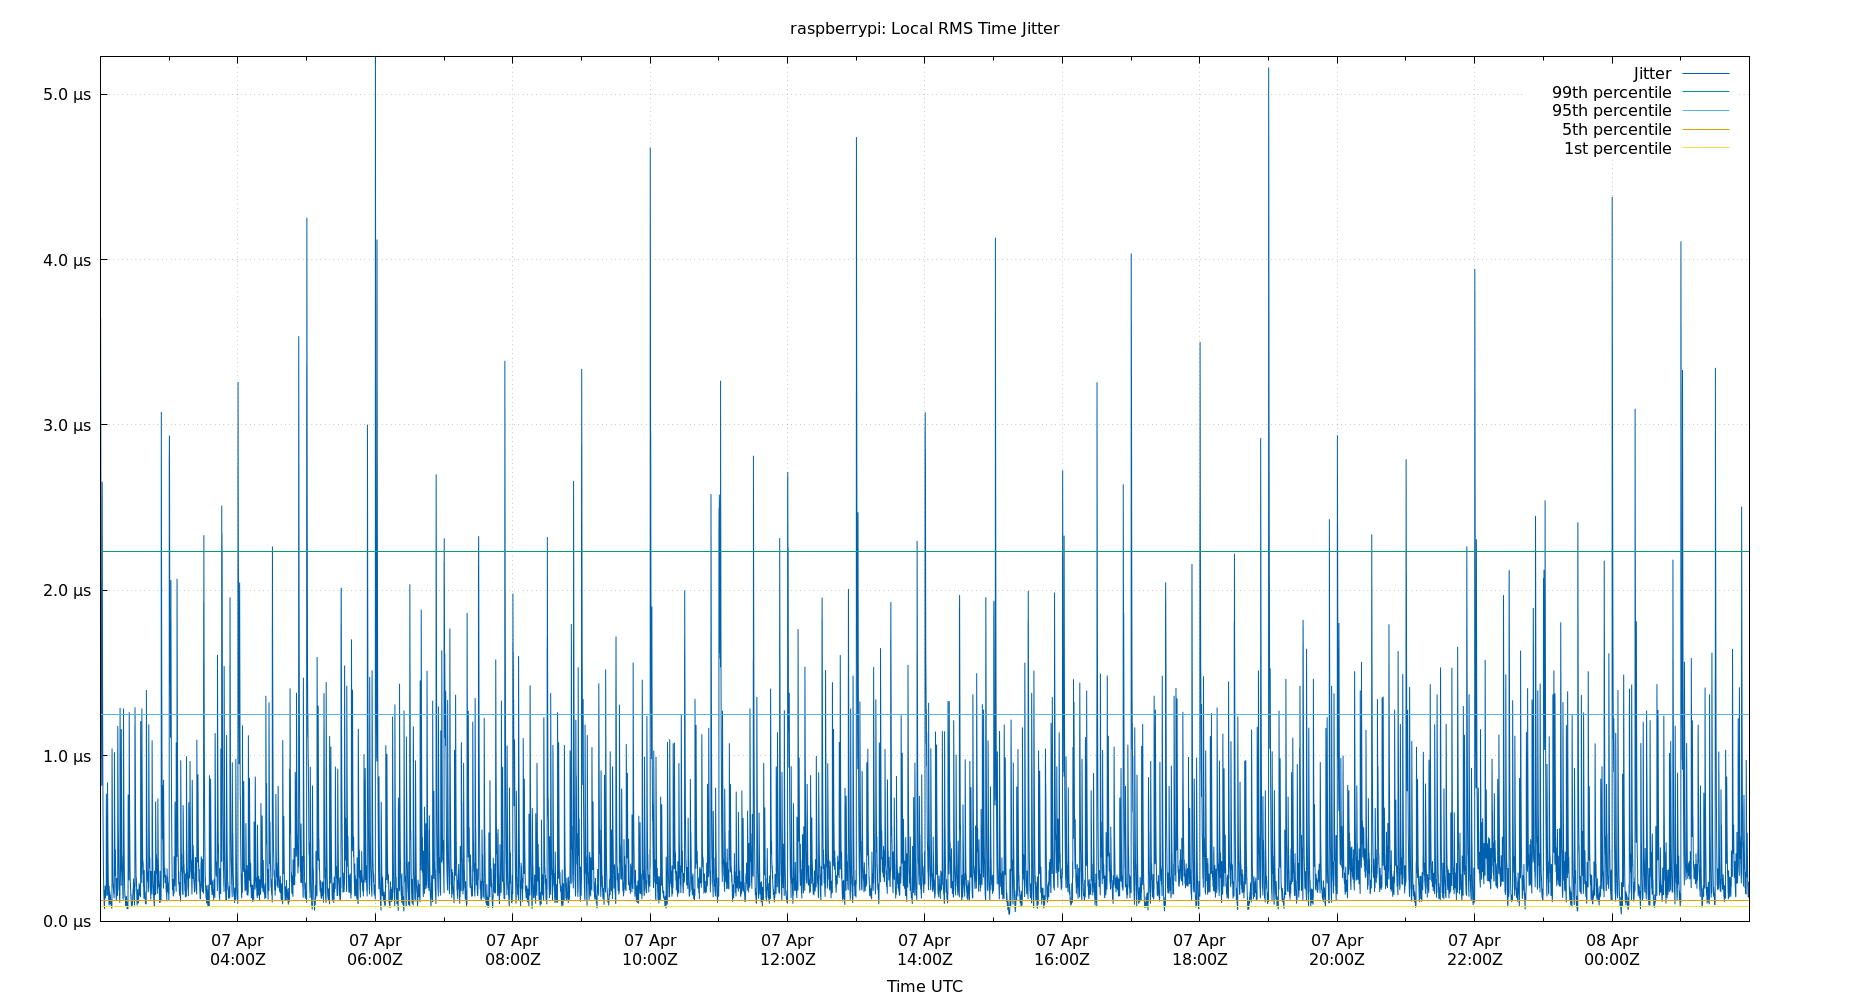 raspberrypi: Local RMS Time Jitter
Jitter
99th percentile
95th percentile
5th percentile
1st percentile
5.0 µs
4.0 µs
3.0 µs
2.0 µs
1.0 µs
0.0 µs
07 Apr 07 Apr 07 Apr 07 Apr 07 Apr 07 Apr 07 Apr 07 Apr 07 Apr 07 Apr 08 Apr
04:00Z 06:00Z 08:00Z 10:00Z 12:00Z 14:00Z 16:00Z 18:00Z 20:00Z 22:00Z 00:00Z
Time UTC